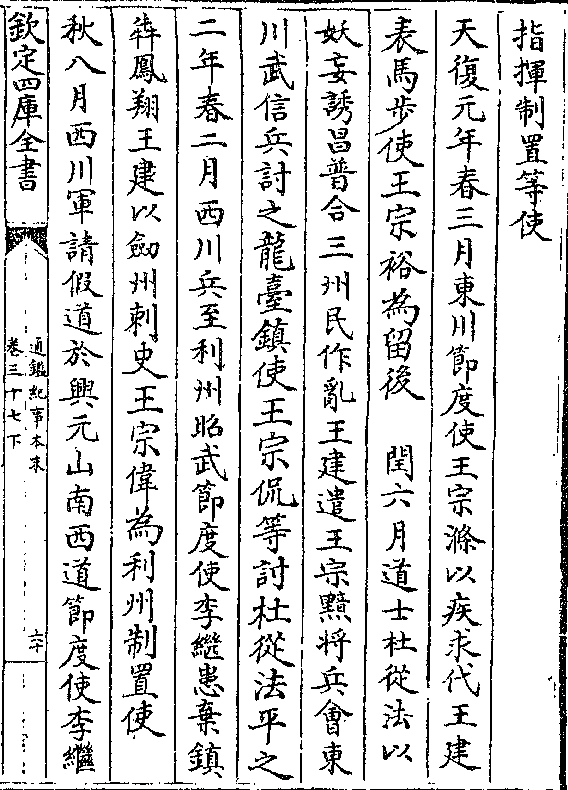 指揮制置等使
天復元年春三月東川節度使王宗滌以疾求代王建
表馬步使王宗裕為留後　閏六月道士杜從法以
妖妄誘昌普合三州民作亂王建遣王宗黯将兵會東
川武信兵討之龍臺鎮使王宗侃等討杜從法平之
二年春二月西川兵至利州昭武節度使李繼忠棄鎮
犇鳳翔王建以劒州刺史王宗偉為利州制置使
秋八月西川軍請假道於興元山南西道節度使李繼
欽定四庫全書
通鑑紀事本末
卷三十七下
六十